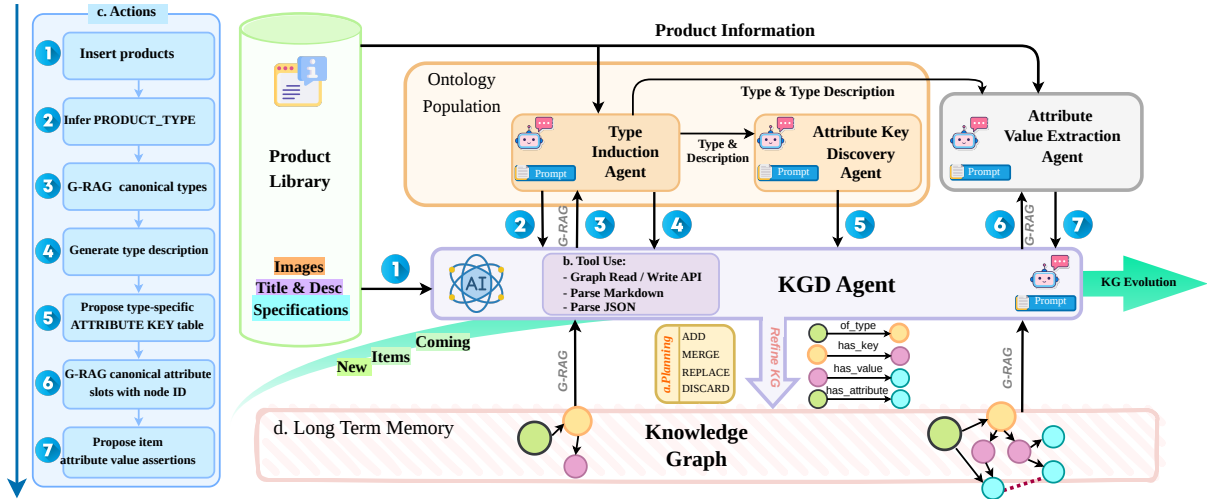 c. Actions
1
Insert products
2
Infer PRODUCT_TYPE
3
G-RAG canonical types
4
Generate type description
5
Propose type-specific
ATTRIBUTE KEY table
6
G-RAG canonical attribute
slots with node ID
7
Propose item
attribute value assertions
Product
Library
Images
Title & Desc
Specifications
Product Information
Ontology
Population
Type & Type Description
Type
Induction
Agent
Prompt
Type &
Description
Attribute Key
Discovery
Agent
Prompt
Attribute
Value Extraction
Agent
Prompt
2
G-RAG
3
4
5
6
G-RAG
7
1
AI
b. Tool Use:
- Graph Read / Write API
- Parse Markdown
- Parse JSON
KGD Agent
Prompt
KG Evolution
New Items Coming
G-RAG
a.Planning
ADD
MERGE
REPLACE
DISCARD
Refine KG
of_type
has_key
has_value
has_attribute
G-RAG
d. Long Term Memory
Knowledge
Graph